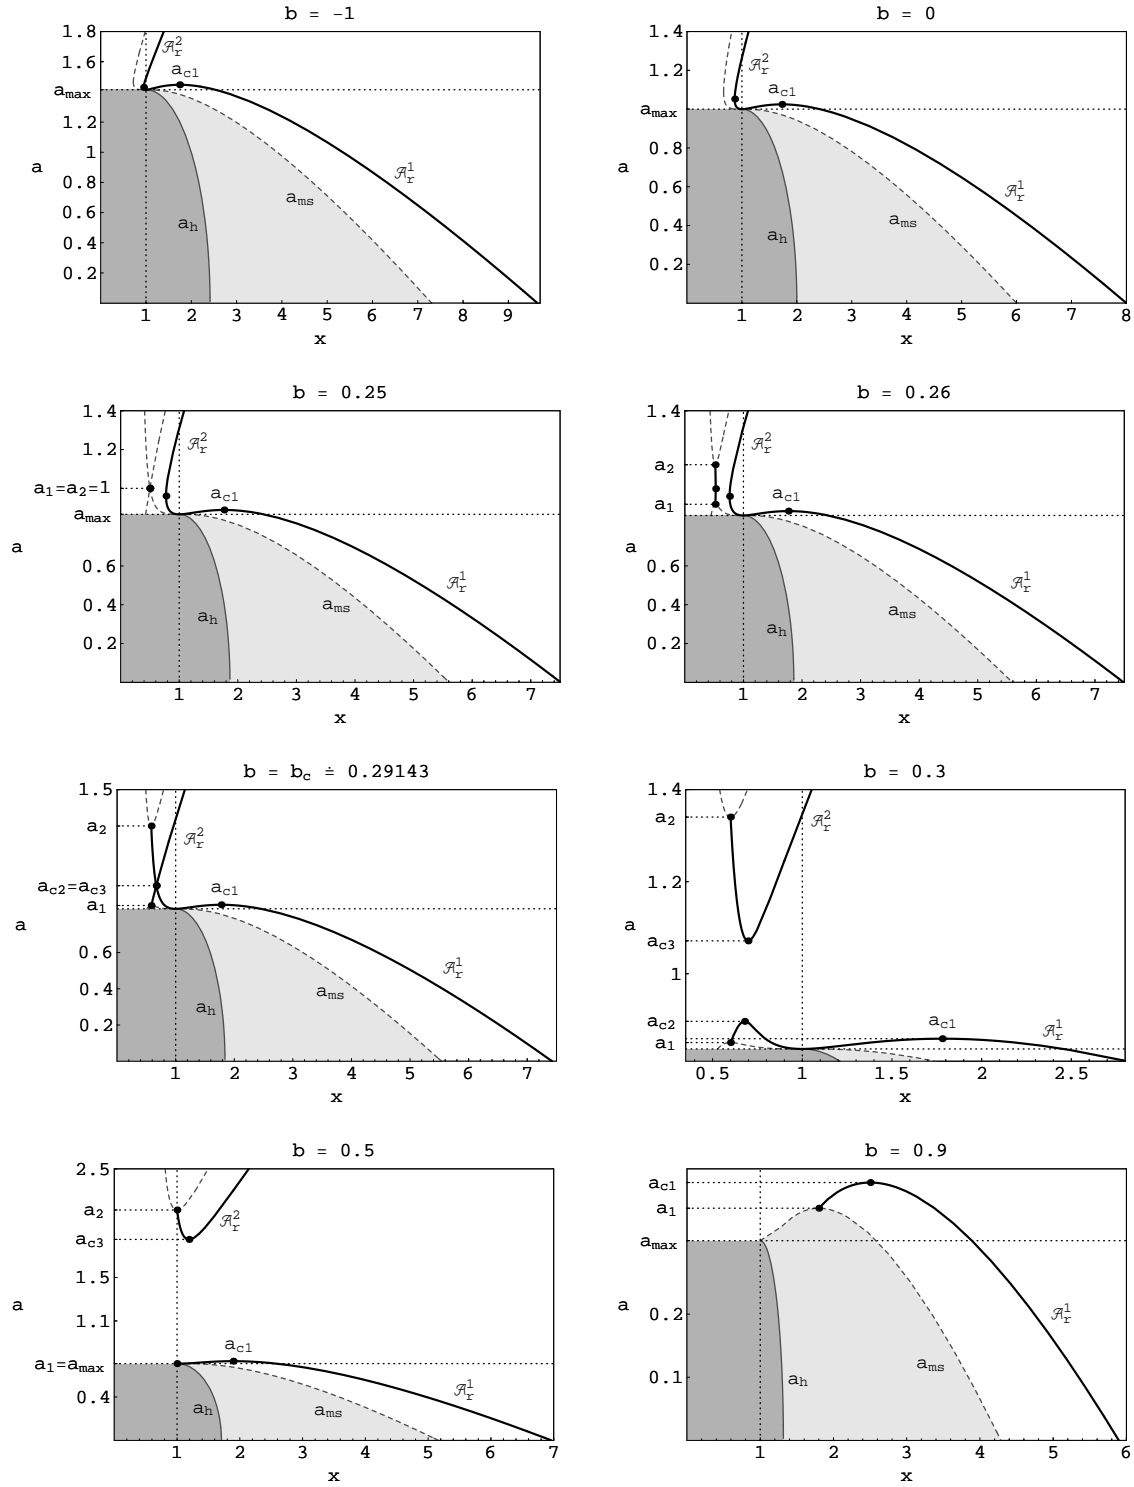 b = -1
1.8
1.6
a_max
1.2
1
0.8
0.6
0.4
0.2
a
𝒜_r^2
a_c1
𝒜_r^1
a_ms
a_h
1 2 3 4 5 6 7 8 9
x
b = 0
1.4
1.2
a_max
0.8
0.6
0.4
0.2
a
𝒜_r^2
a_c1
𝒜_r^1
a_ms
a_h
1 2 3 4 5 6 7 8
x
b = 0.25
1.4
1.2
a_1=a_2=1
a_max
0.6
0.4
0.2
a
𝒜_r^2
a_c1
𝒜_r^1
a_ms
a_h
1 2 3 4 5 6 7
x
b = 0.26
1.4
a_2
a_1
0.6
0.4
0.2
a
𝒜_r^2
a_c1
𝒜_r^1
a_ms
a_h
1 2 3 4 5 6 7
x
b = b_c ≐ 0.29143
1.5
a_2
a_c2=a_c3
a_1
0.6
0.4
0.2
a
𝒜_r^2
a_c1
𝒜_r^1
a_ms
a_h
1 2 3 4 5 6 7
x
b = 0.3
1.4
a_2
1.2
a_c3
1
a_c2
a_1
a
𝒜_r^2
a_c1
𝒜_r^1
0.5 1 1.5 2 2.5
x
b = 0.5
2.5
a_2
a_c3
1.5
1.1
a_1=a_max
0.4
a
𝒜_r^2
a_c1
𝒜_r^1
a_ms
a_h
1 2 3 4 5 6 7
x
b = 0.9
a_c1
a_1
a_max
0.2
0.1
a
𝒜_r^1
a_ms
a_h
1 2 3 4 5 6
x